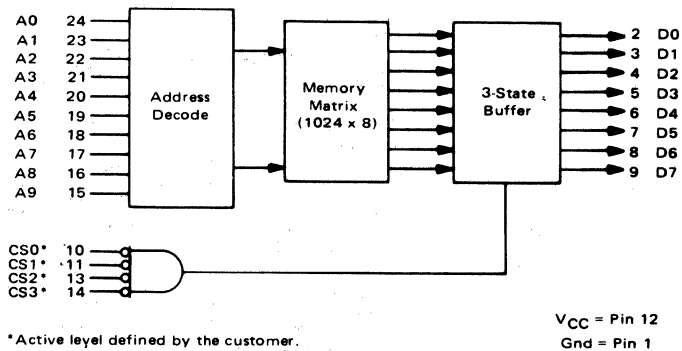 A0 24
A1 23
A2 22
A3 21
A4 20
A5 19
A6 18
A7 17
A8 16
A9 15
Address
Decode
Memory
Matrix
(1024 x 8)
3-State
Buffer
2 D0
3 D1
4 D2
5 D3
6 D4
7 D5
8 D6
9 D7
CS0* 10
CS1* 11
CS2* 13
CS3* 14
*Active level defined by the customer.
VCC = Pin 12
Gnd = Pin 1